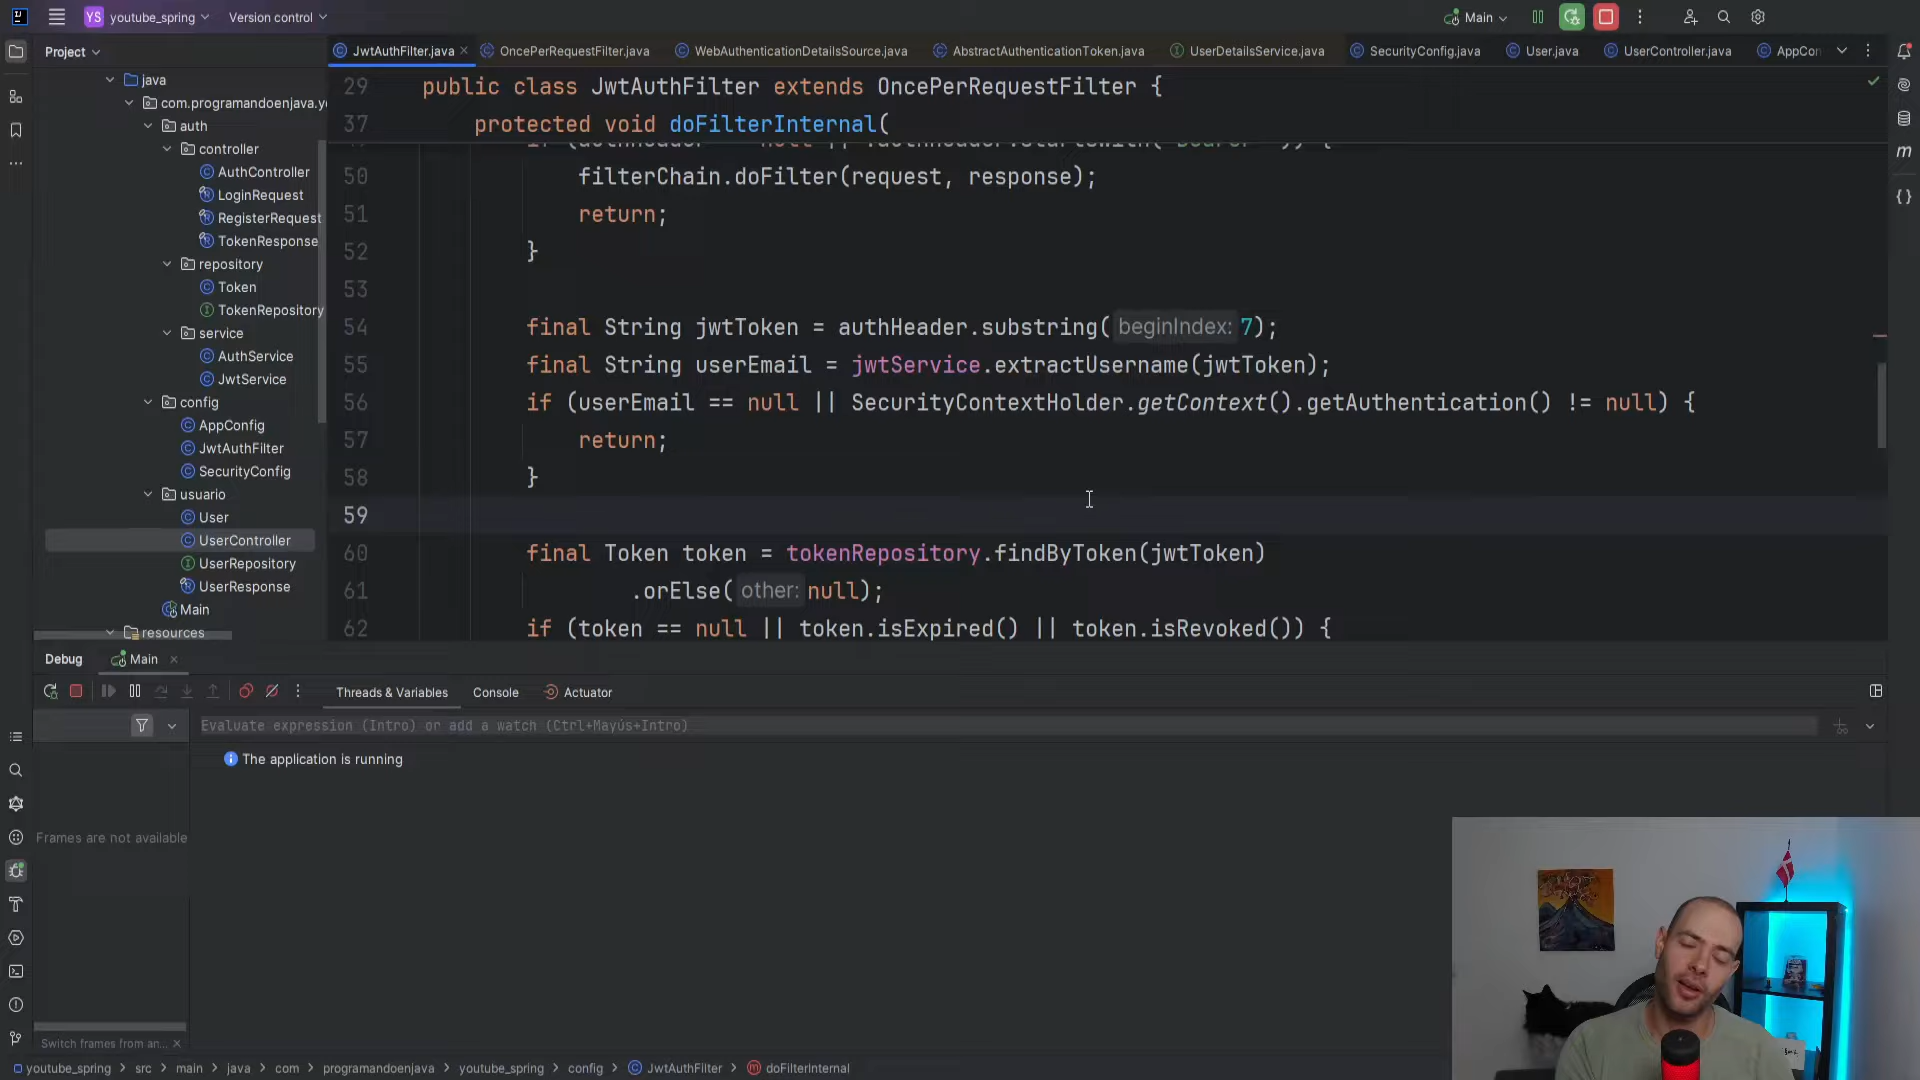 YS youtube_spring Version control Main
Project
JwtAuthFilter.java OncePerRequestFilter.java WebAuthenticationDetailsSource.java AbstractAuthenticationToken.java UserDetailsService.java SecurityConfig.java User.java UserController.java AppCon
java
com.programandoenjava.yo
auth
controller
AuthController
LoginRequest
RegisterRequest
TokenResponse
repository
Token
TokenRepository
service
AuthService
JwtService
config
AppConfig
JwtAuthFilter
SecurityConfig
usuario
User
UserController
UserRepository
UserResponse
Main
resources
29 public class JwtAuthFilter extends OncePerRequestFilter {
37 protected void doFilterInternal(
50 filterChain.doFilter(request, response);
51 return;
52 }
53
54 final String jwtToken = authHeader.substring( beginIndex: 7);
55 final String userEmail = jwtService.extractUsername(jwtToken);
56 if (userEmail == null || SecurityContextHolder.getContext().getAuthentication() != null) {
57 return;
58 }
59
60 final Token token = tokenRepository.findByToken(jwtToken)
61 .orElse( other: null);
62 if (token == null || token.isExpired() || token.isRevoked()) {
Debug Main
Threads & Variables Console Actuator
Evaluate expression (Intro) or add a watch (Ctrl+Mayús+Intro)
The application is running
Frames are not available
Switch frames from an...
youtube_spring > src > main > java > com > programandoenjava > youtube_spring > config > JwtAuthFilter > doFilterInternal